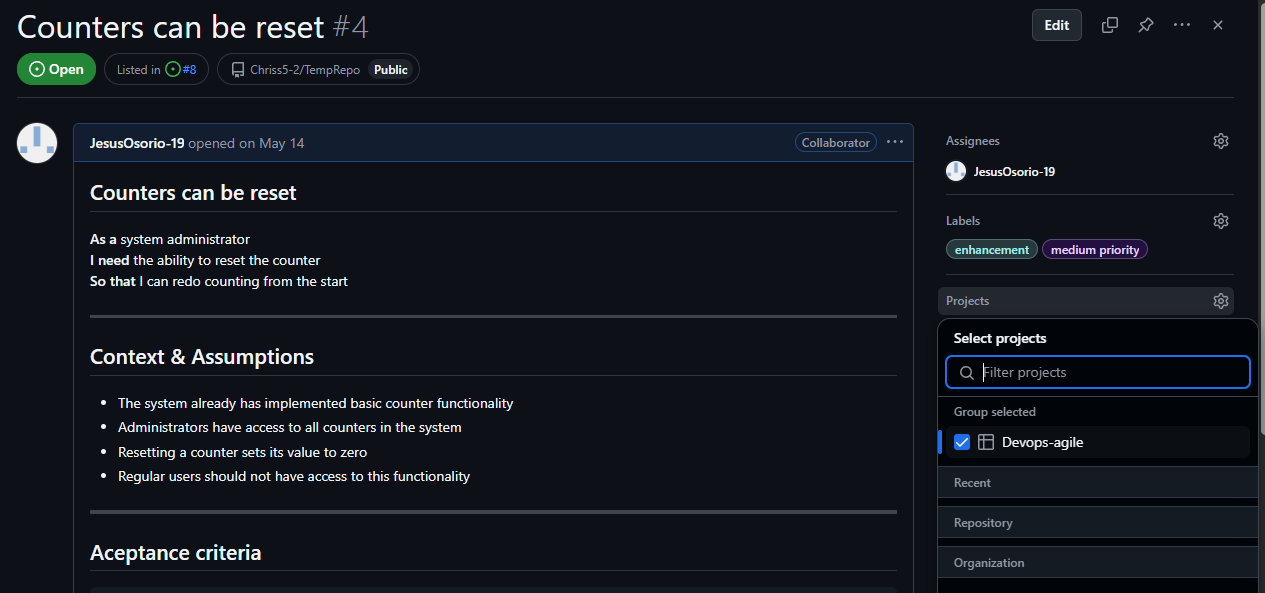 Counters can be reset #4
Edit
Open
Listed in #8
Chriss5-2/TempRepo Public
JesusOsorio-19 opened on May 14
Collaborator
Counters can be reset
As a system administrator
I need the ability to reset the counter
So that I can redo counting from the start
Context & Assumptions
The system already has implemented basic counter functionality
Administrators have access to all counters in the system
Resetting a counter sets its value to zero
Regular users should not have access to this functionality
Aceptance criteria
Assignees
JesusOsorio-19
Labels
enhancement medium priority
Projects
Select projects
Filter projects
Group selected
Devops-agile
Recent
Repository
Organization